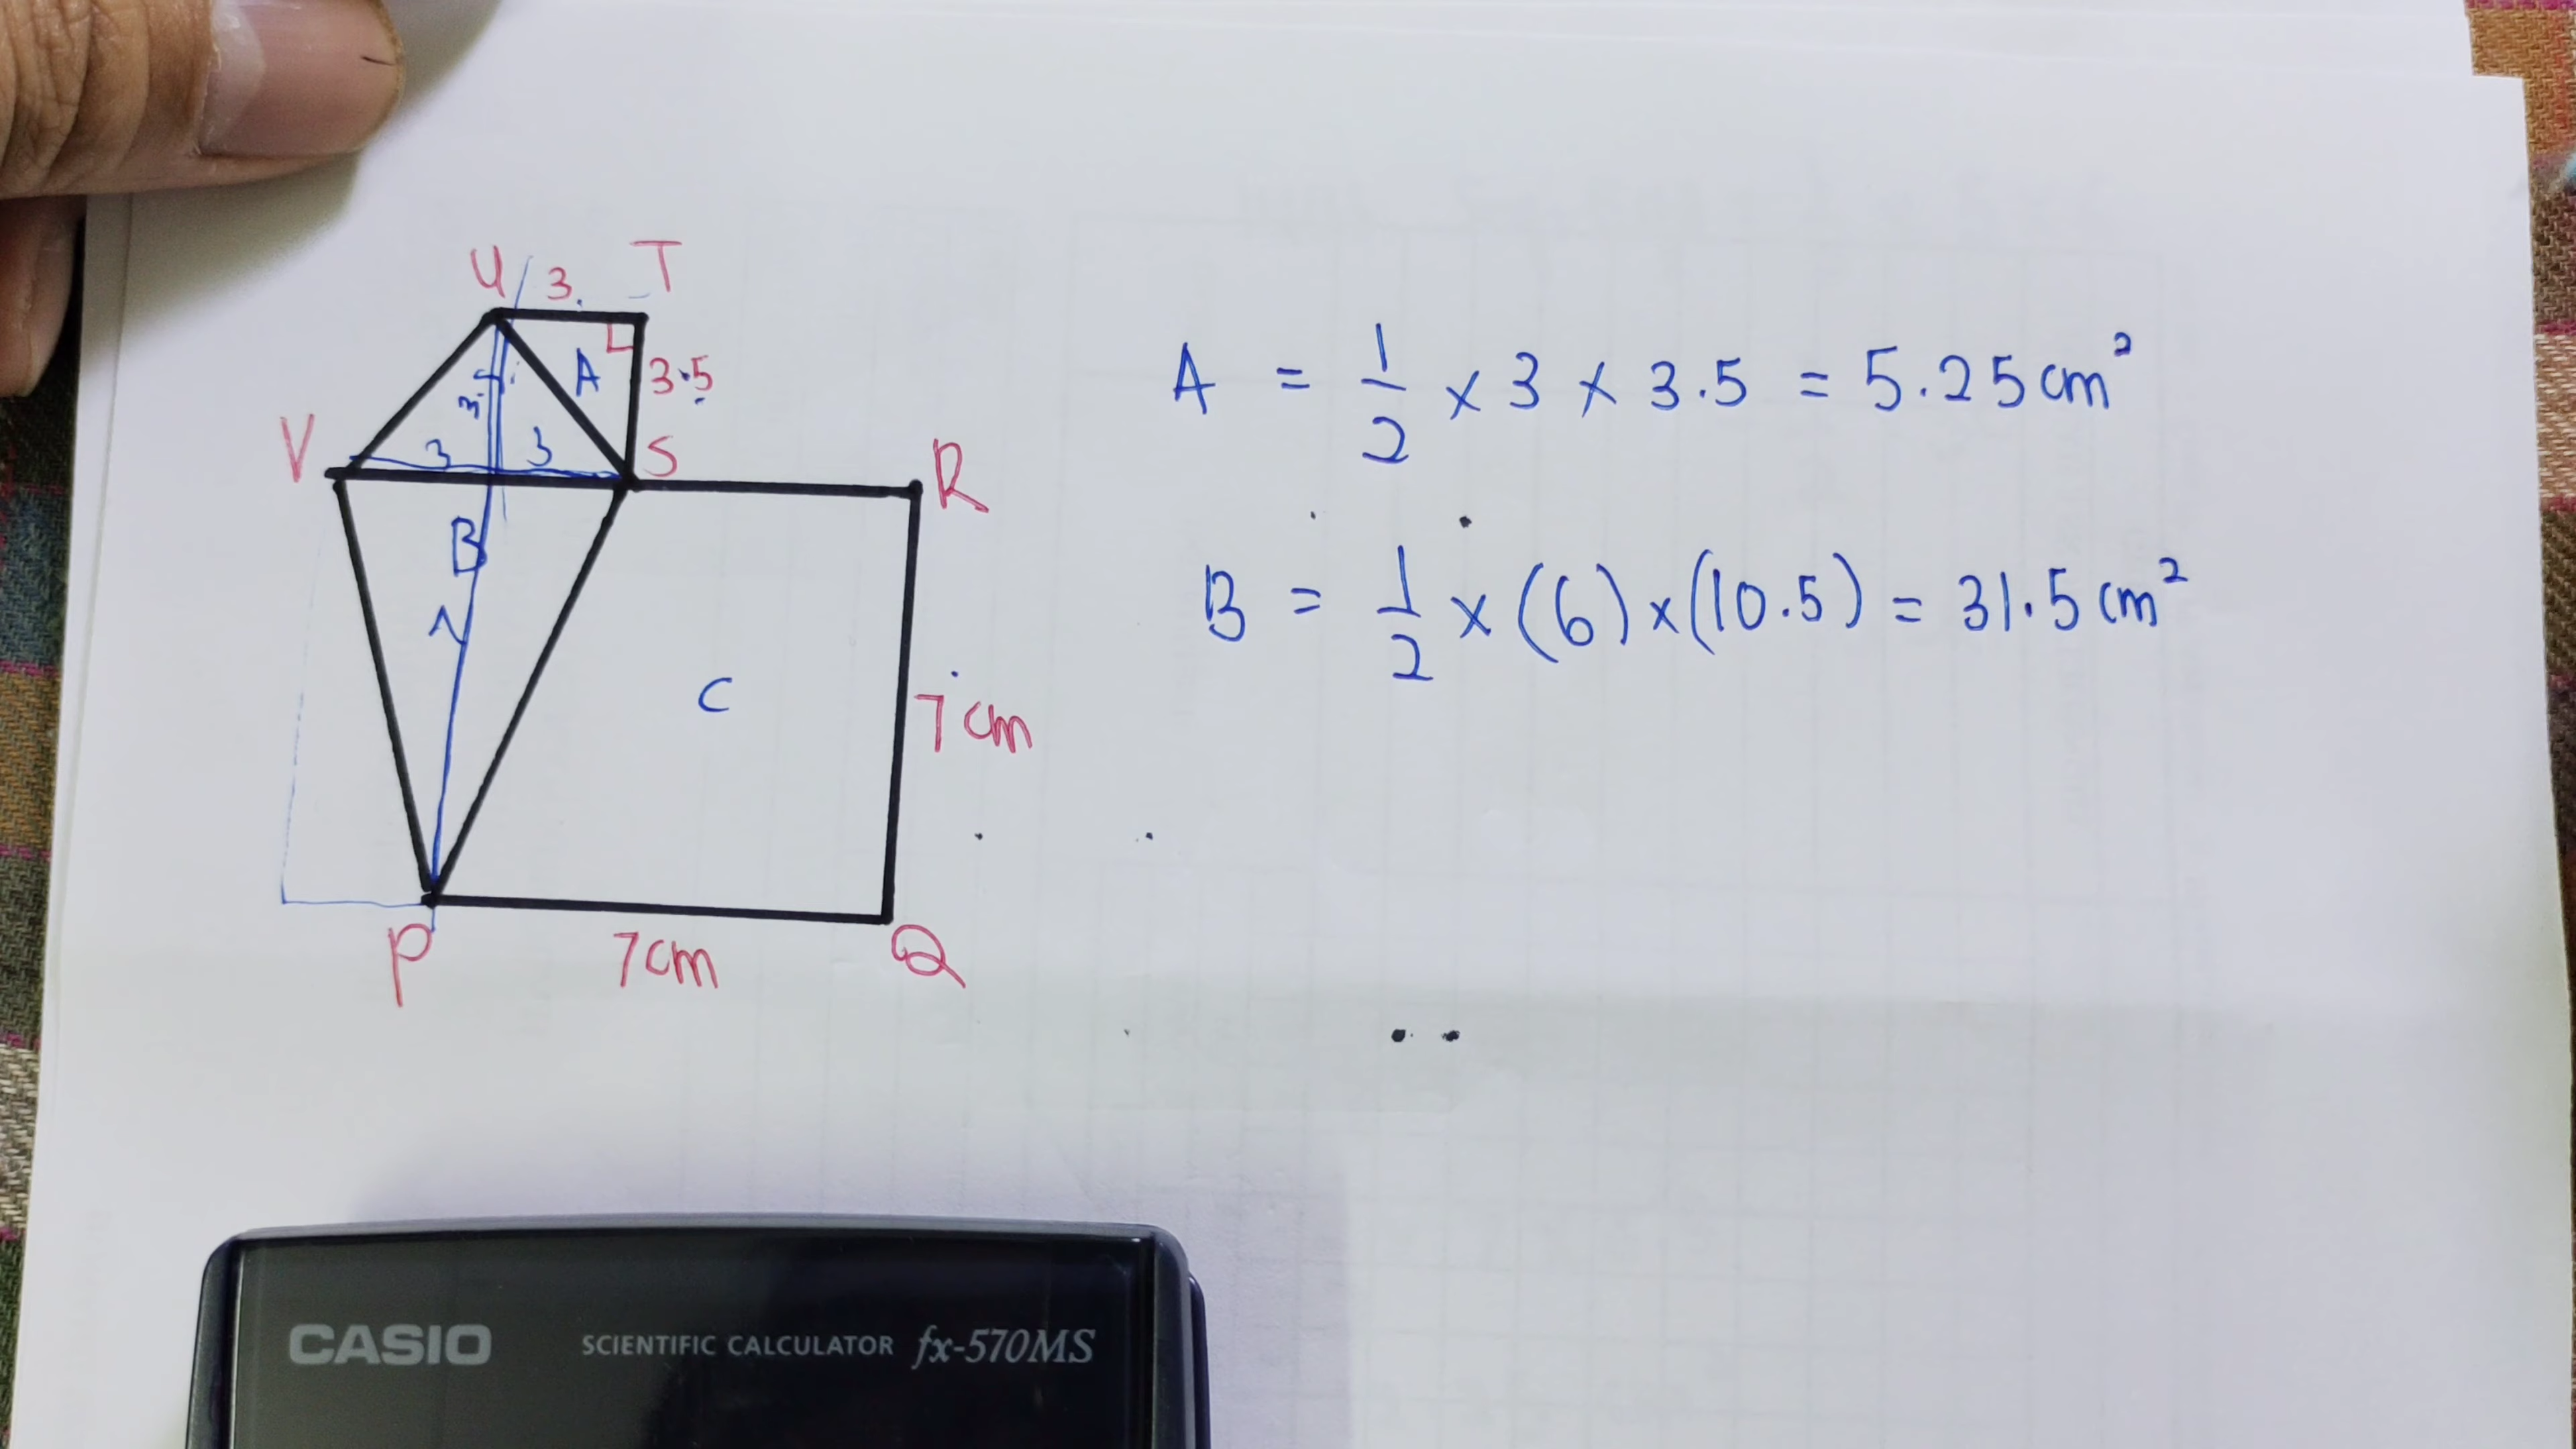 U 3 T
A 3.5
V 3 3 S R
B
C
7cm
P 7cm Q
A = 1/2 × 3 × 3.5 = 5.25 cm²
B = 1/2 × (6) × (10.5) = 31.5 cm²
CASIO SCIENTIFIC CALCULATOR fx-570MS